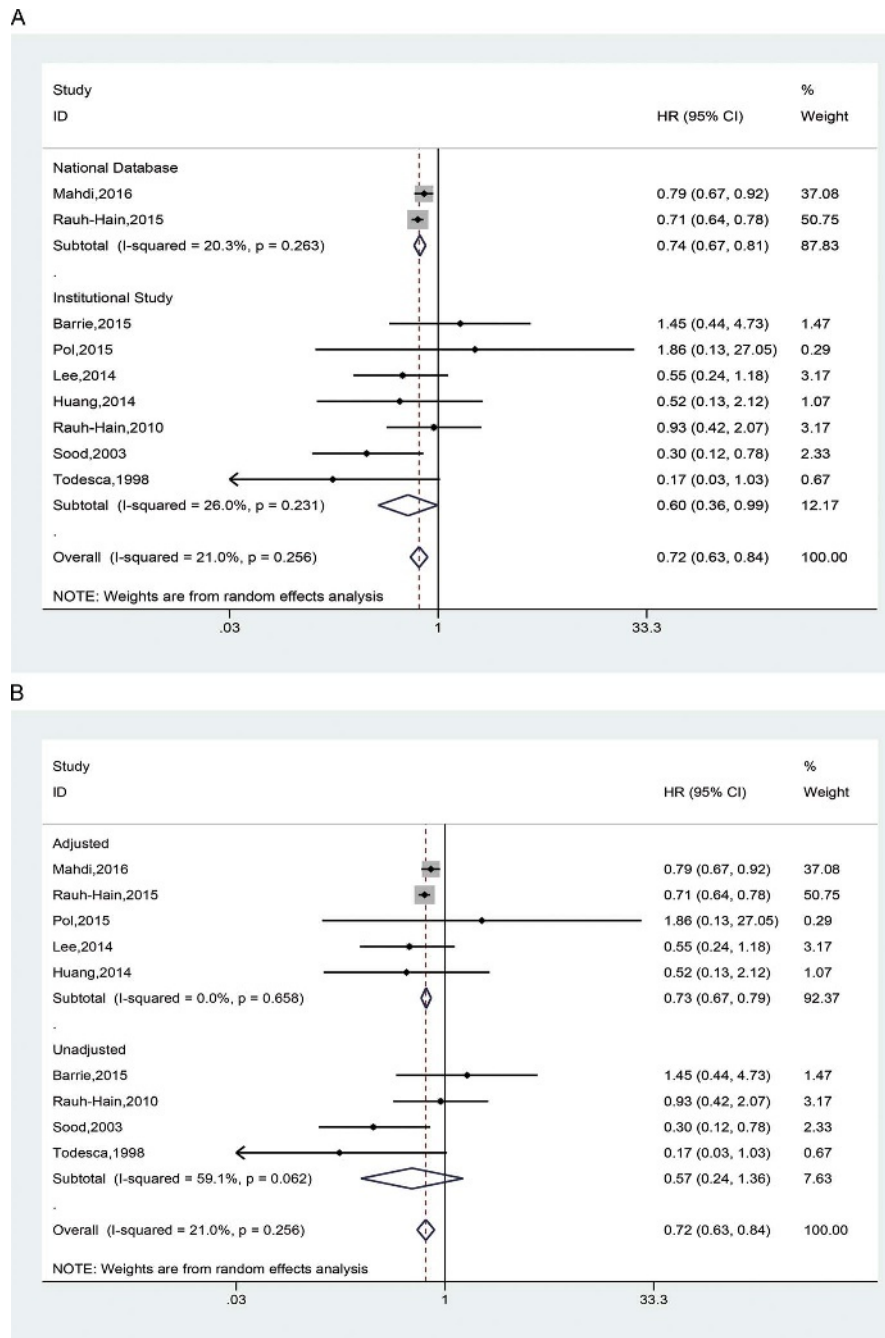 A
Study %
ID HR (95% CI) Weight
National Database
Mahdi,2016 0.79 (0.67, 0.92) 37.08
Rauh-Hain,2015 0.71 (0.64, 0.78) 50.75
Subtotal (I-squared = 20.3%, p = 0.263) 0.74 (0.67, 0.81) 87.83
.
Institutional Study
Barrie,2015 1.45 (0.44, 4.73) 1.47
Pol,2015 1.86 (0.13, 27.05) 0.29
Lee,2014 0.55 (0.24, 1.18) 3.17
Huang,2014 0.52 (0.13, 2.12) 1.07
Rauh-Hain,2010 0.93 (0.42, 2.07) 3.17
Sood,2003 0.30 (0.12, 0.78) 2.33
Todesca,1998 0.17 (0.03, 1.03) 0.67
Subtotal (I-squared = 26.0%, p = 0.231) 0.60 (0.36, 0.99) 12.17
.
Overall (I-squared = 21.0%, p = 0.256) 0.72 (0.63, 0.84) 100.00
NOTE: Weights are from random effects analysis
.03 1 33.3
B
Study %
ID HR (95% CI) Weight
Adjusted
Mahdi,2016 0.79 (0.67, 0.92) 37.08
Rauh-Hain,2015 0.71 (0.64, 0.78) 50.75
Pol,2015 1.86 (0.13, 27.05) 0.29
Lee,2014 0.55 (0.24, 1.18) 3.17
Huang,2014 0.52 (0.13, 2.12) 1.07
Subtotal (I-squared = 0.0%, p = 0.658) 0.73 (0.67, 0.79) 92.37
.
Unadjusted
Barrie,2015 1.45 (0.44, 4.73) 1.47
Rauh-Hain,2010 0.93 (0.42, 2.07) 3.17
Sood,2003 0.30 (0.12, 0.78) 2.33
Todesca,1998 0.17 (0.03, 1.03) 0.67
Subtotal (I-squared = 59.1%, p = 0.062) 0.57 (0.24, 1.36) 7.63
.
Overall (I-squared = 21.0%, p = 0.256) 0.72 (0.63, 0.84) 100.00
NOTE: Weights are from random effects analysis
.03 1 33.3